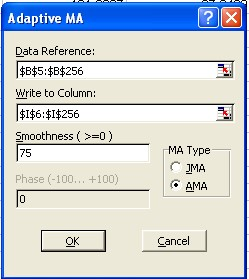 Adaptive MA
Data Reference:
$B$5:$B$256
Write to Column:
$I$6:$I$256
Smoothness ( >=0 )
75
Phase (-100... +100)
0
MA Type
JMA
AMA
OK
Cancel